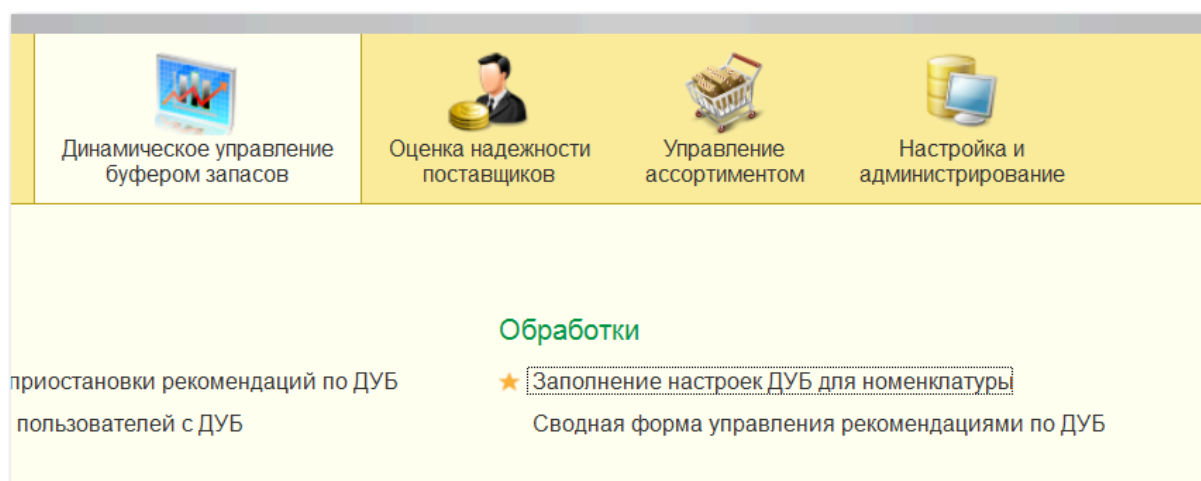 Динамическое управление
буфером запасов
Оценка надежности
поставщиков
Управление
ассортиментом
Настройка и
администрирование
приостановки рекомендаций по ДУБ
пользователей с ДУБ
Обработки
Заполнение настроек ДУБ для номенклатуры
Сводная форма управления рекомендациями по ДУБ